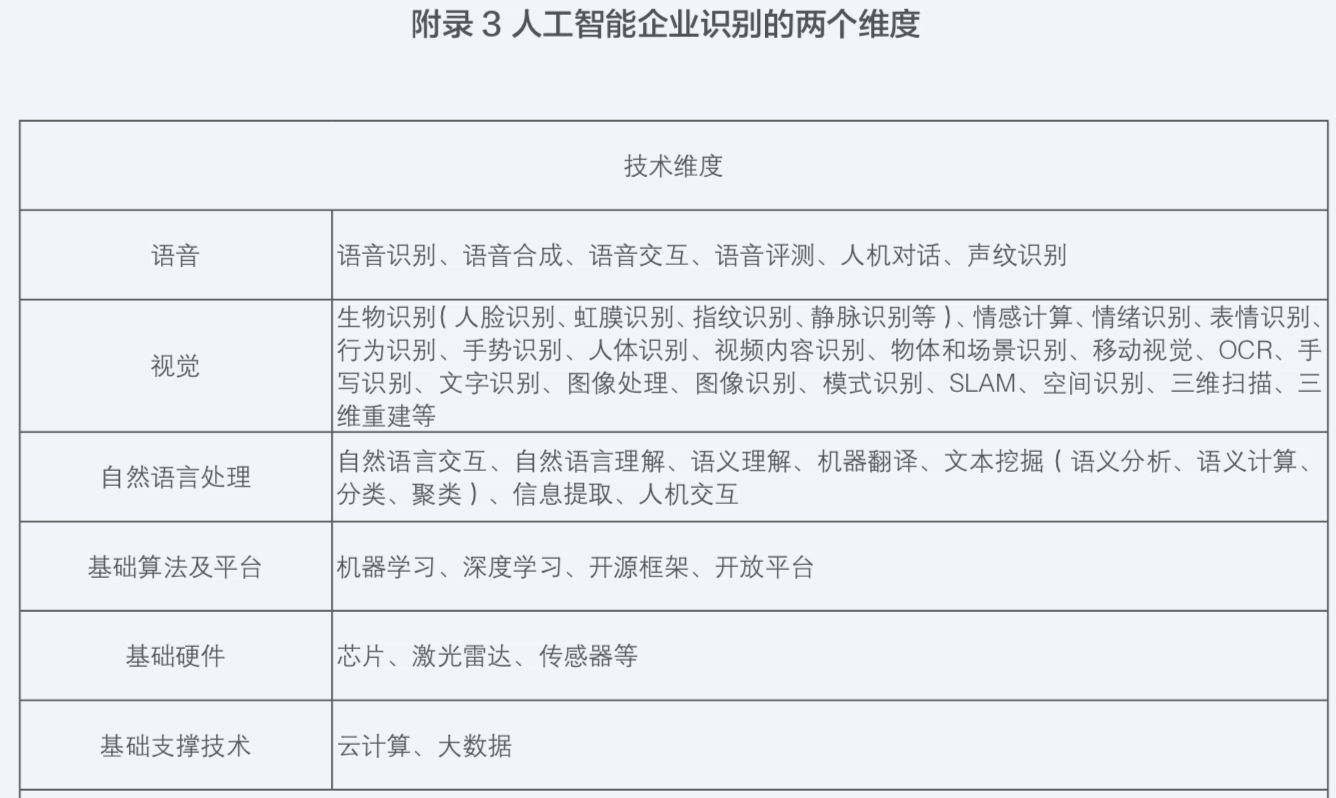 附录 3 人工智能企业识别的两个维度
技术维度
语音
语音识别、语音合成、语音交互、语音评测、人机对话、声纹识别
视觉
生物识别(人脸识别、虹膜识别、指纹识别、静脉识别等)、情感计算、情绪识别、表情识别、
行为识别、手势识别、人体识别、视频内容识别、物体和场景识别、移动视觉、OCR、手
写识别、文字识别、图像处理、图像识别、模式识别、SLAM、空间识别、三维扫描、三
维重建等
自然语言处理
自然语言交互、自然语言理解、语义理解、机器翻译、文本挖掘(语义分析、语义计算、
分类、聚类)、信息提取、人机交互
基础算法及平台
机器学习、深度学习、开源框架、开放平台
基础硬件
芯片、激光雷达、传感器等
基础支撑技术
云计算、大数据